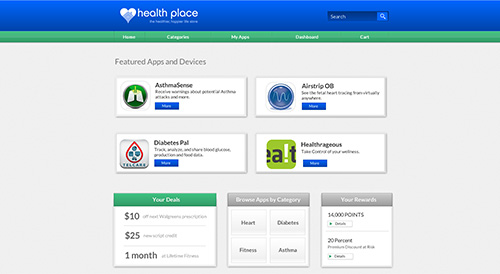 health place
the healthier, happier life store
Search
Home Categories My Apps Dashboard Cart
Featured Apps and Devices
AsthmaSense
Receive warnings about potential Asthma
attacks and more.
More
Airstrip OB
See the fetal heart tracing from virtually
anywhere.
More
Diabetes Pal
Track, analyze, and share blood glucose,
production and food data.
More
TELCARE
Healthrageous
Take Control of your wellness.
More
ealt
Your Deals
$10 off next Walgreens prescription
$25 new script credit
1 month at Lifetime Fitness
Browse Apps by Category
Heart Diabetes
Fitness Asthma
Your Rewards
14,000 POINTS
Details
20 Percent
Premium Discount at Risk
Details